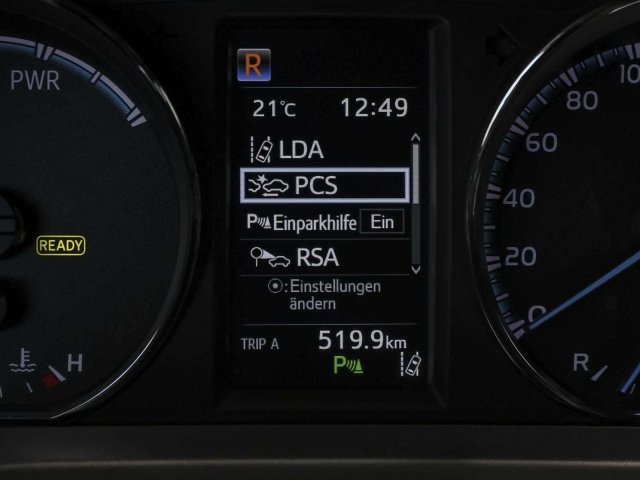 R
PWR
21°C 12:49
LDA
PCS
P Einparkhilfe Ein
RSA
:Einstellungen
ändern
TRIP A 519.9km
P
READY
H
100
80
60
40
20
0
R